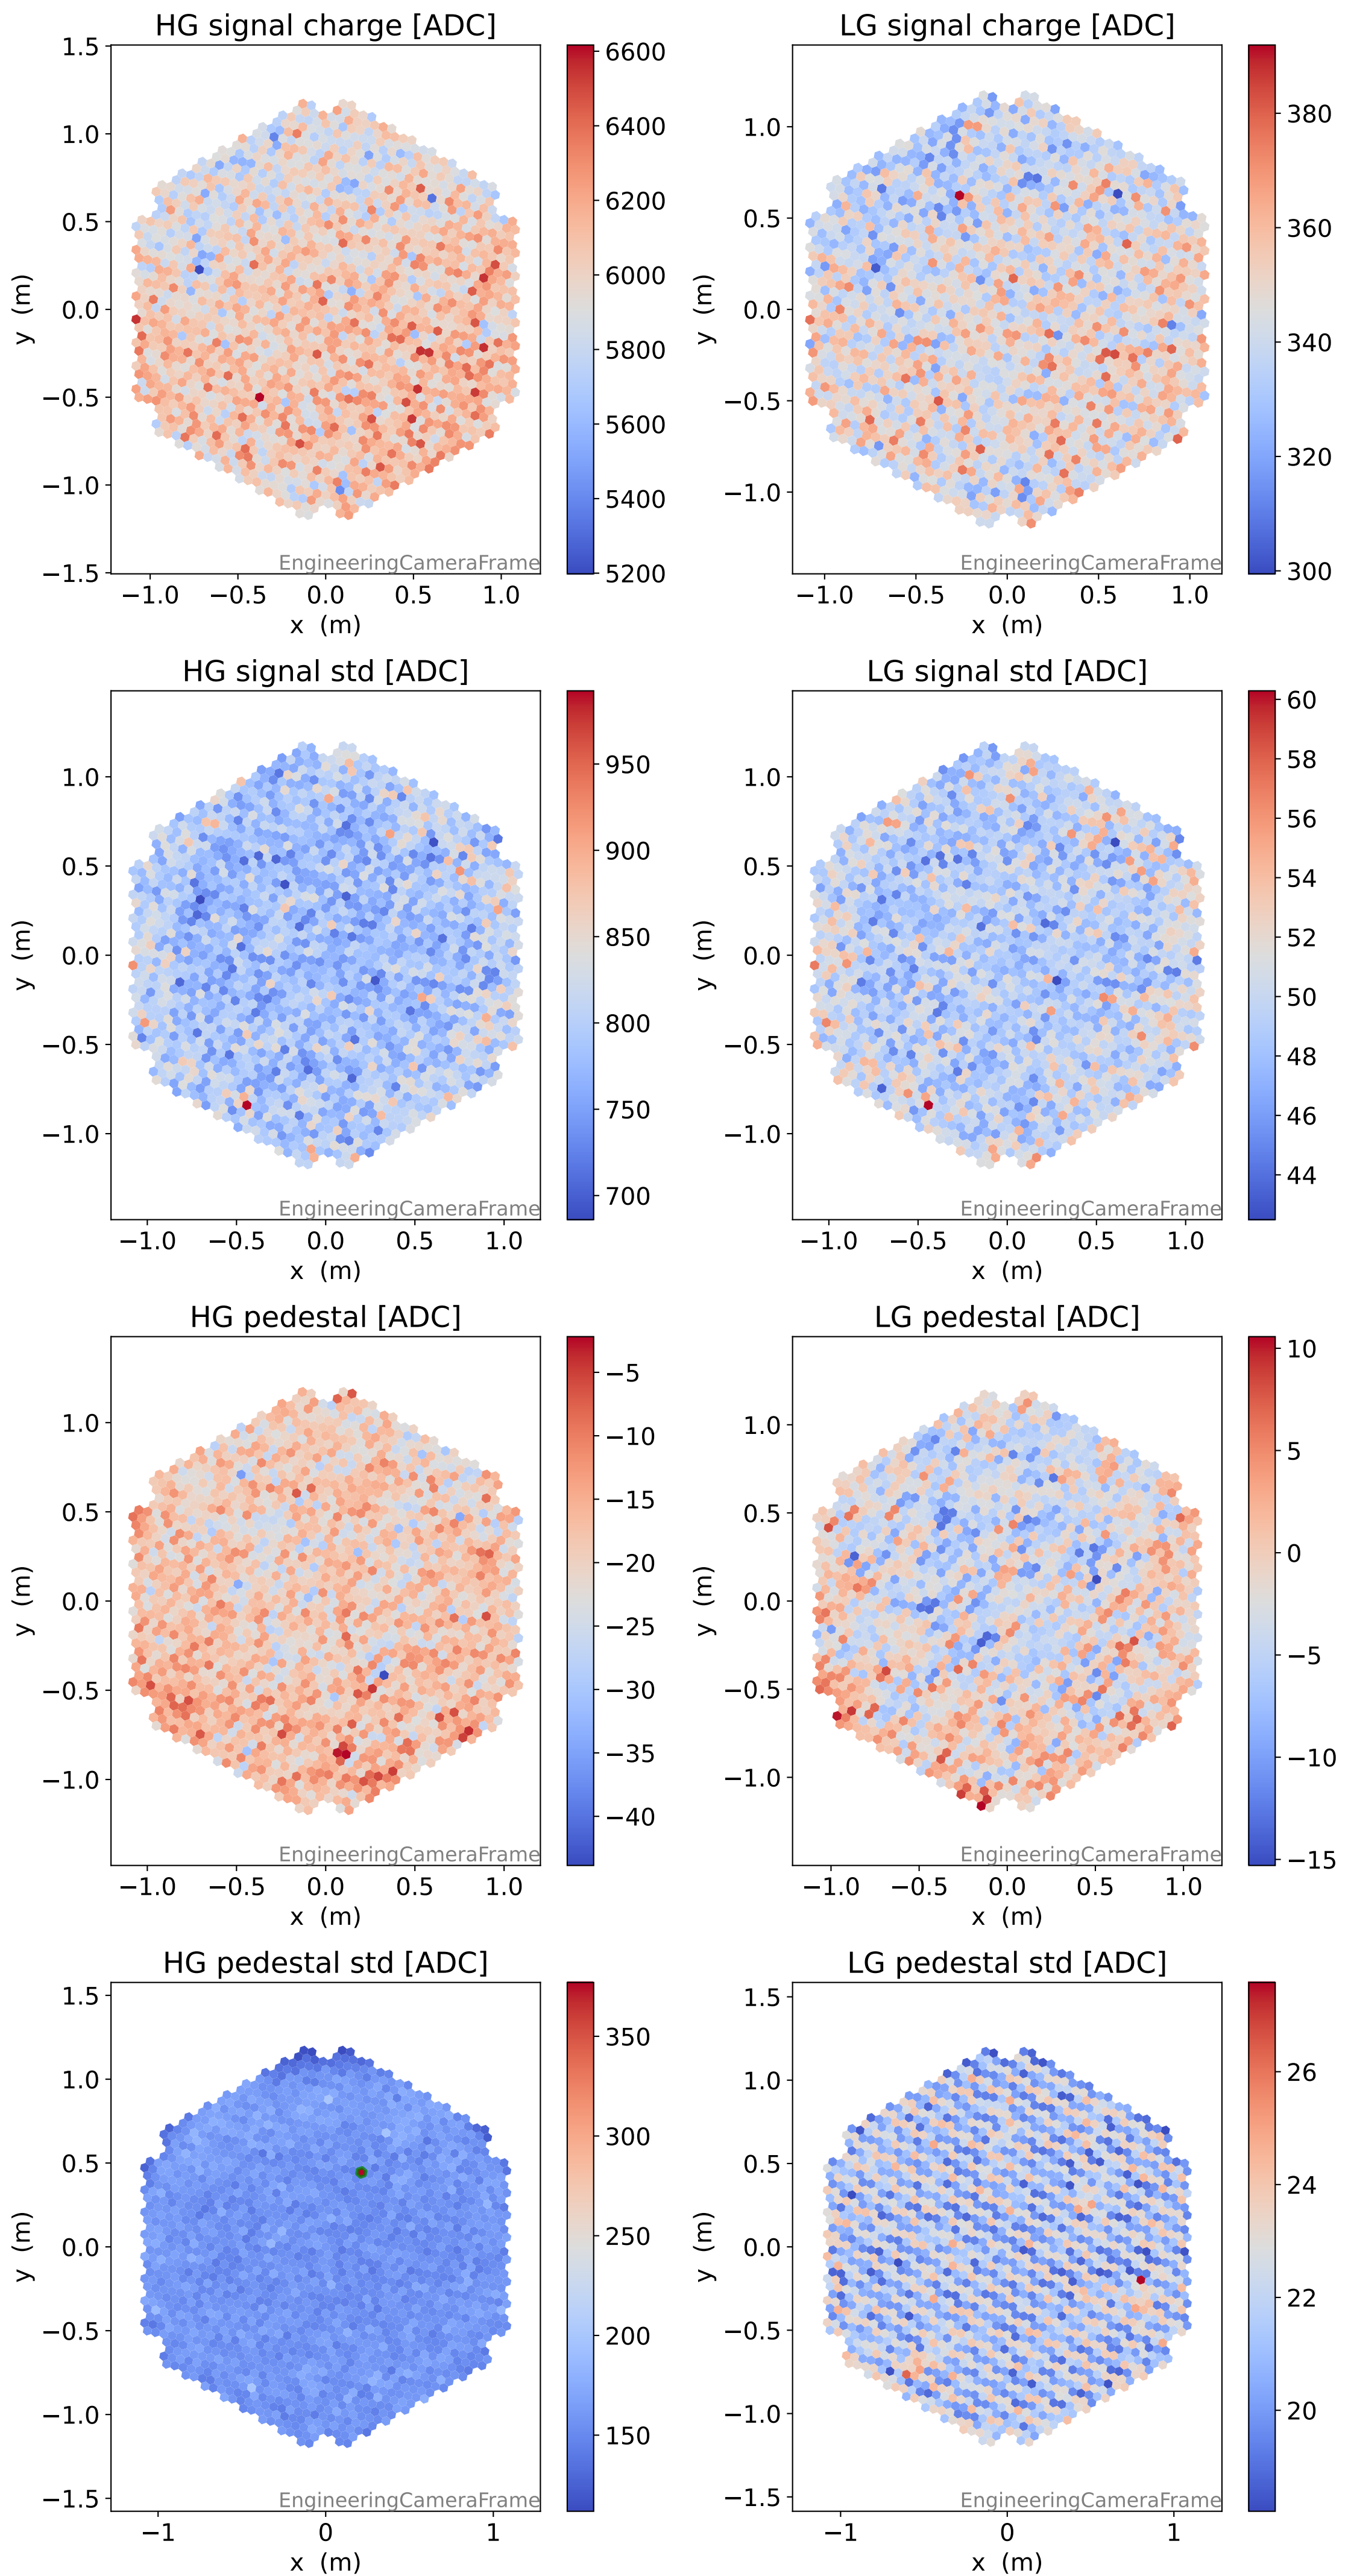 HG signal charge [ADC]
1.5
1.0
0.5
0.0
−0.5
−1.0
−1.5
y (m)
−1.0 −0.5 0.0 0.5 1.0
x (m)
EngineeringCameraFrame
6600
6400
6200
6000
5800
5600
5400
5200
LG signal charge [ADC]
1.0
0.5
0.0
−0.5
−1.0
y (m)
−1.0 −0.5 0.0 0.5 1.0
x (m)
EngineeringCameraFrame
380
360
340
320
300
HG signal std [ADC]
1.0
0.5
0.0
−0.5
−1.0
y (m)
−1.0 −0.5 0.0 0.5 1.0
x (m)
EngineeringCameraFrame
950
900
850
800
750
700
LG signal std [ADC]
1.0
0.5
0.0
−0.5
−1.0
y (m)
−1.0 −0.5 0.0 0.5 1.0
x (m)
EngineeringCameraFrame
60
58
56
54
52
50
48
46
44
HG pedestal [ADC]
1.0
0.5
0.0
−0.5
−1.0
y (m)
−1.0 −0.5 0.0 0.5 1.0
x (m)
EngineeringCameraFrame
−5
−10
−15
−20
−25
−30
−35
−40
LG pedestal [ADC]
1.0
0.5
0.0
−0.5
−1.0
y (m)
−1.0 −0.5 0.0 0.5 1.0
x (m)
EngineeringCameraFrame
10
5
0
−5
−10
−15
HG pedestal std [ADC]
1.5
1.0
0.5
0.0
−0.5
−1.0
−1.5
y (m)
−1 0 1
x (m)
EngineeringCameraFrame
350
300
250
200
150
LG pedestal std [ADC]
1.5
1.0
0.5
0.0
−0.5
−1.0
−1.5
y (m)
−1 0 1
x (m)
EngineeringCameraFrame
26
24
22
20